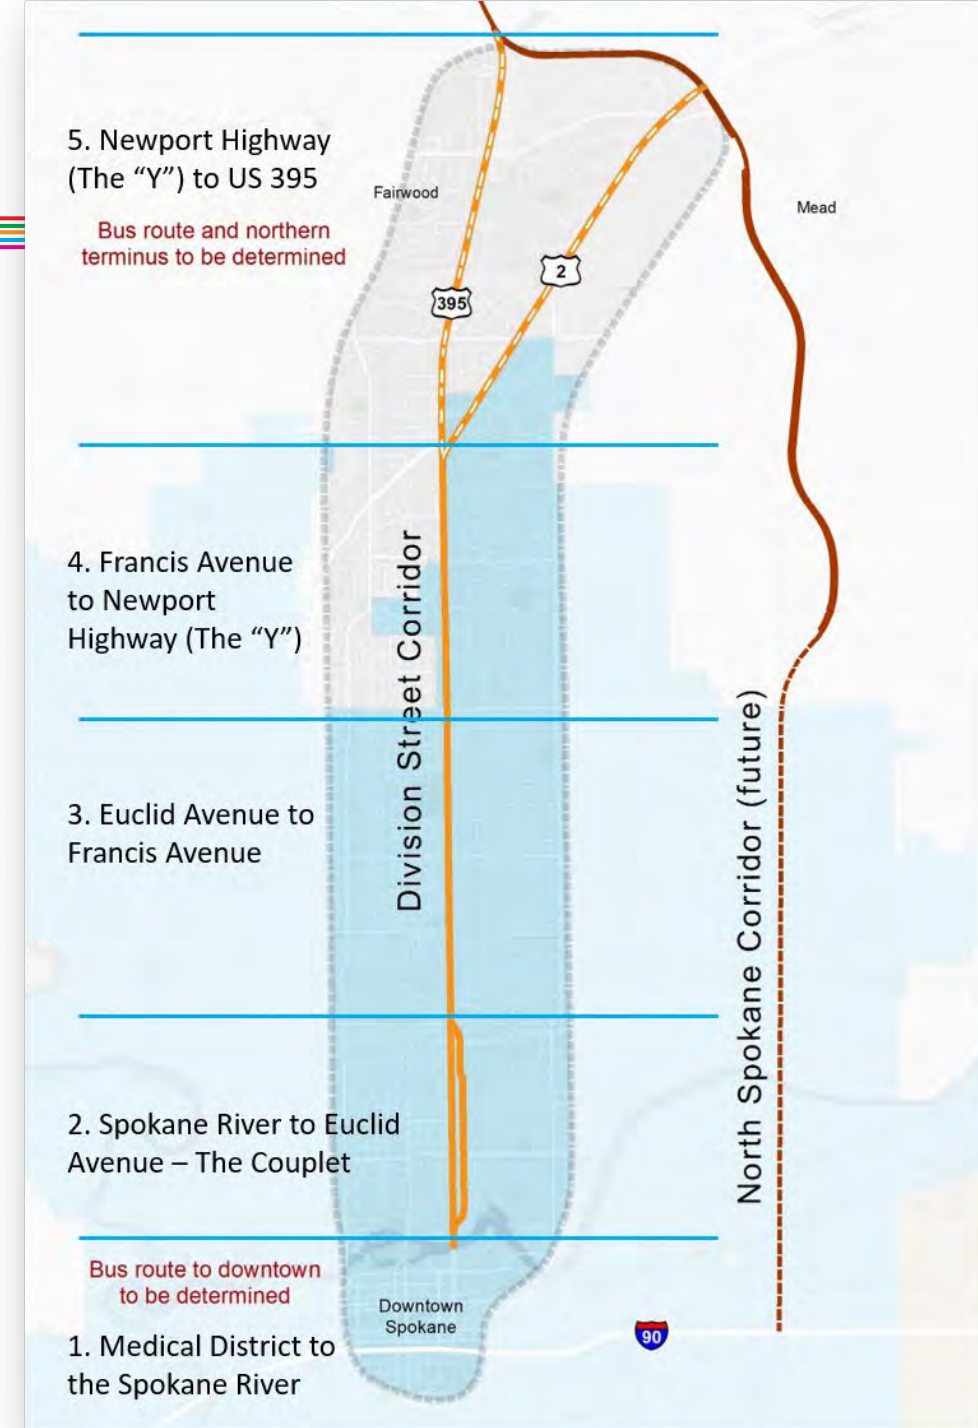 5. Newport Highway
(The “Y”) to US 395
Bus route and northern
terminus to be determined
Fairwood
Mead
2
395
4. Francis Avenue
to Newport
Highway (The “Y”)
Division Street Corridor
3. Euclid Avenue to
Francis Avenue
North Spokane Corridor (future)
2. Spokane River to Euclid
Avenue – The Couplet
Bus route to downtown
to be determined
Downtown
Spokane
90
1. Medical District to
the Spokane River